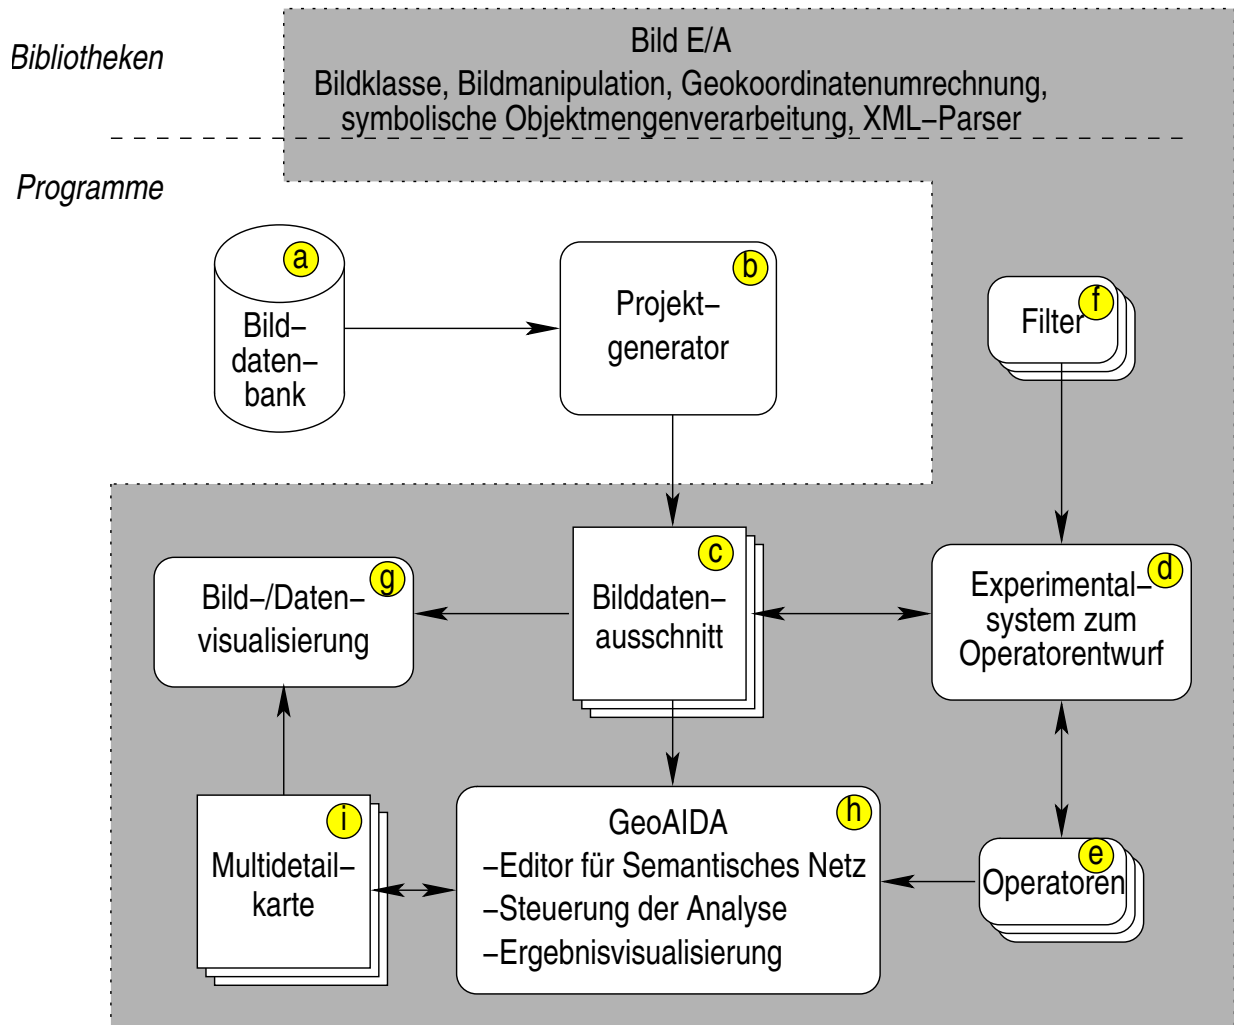 Bibliotheken
Bild E/A
Bildklasse, Bildmanipulation, Geokoordinatenumrechnung,
symbolische Objektmengenverarbeitung, XML–Parser
Programme
a
Bild–
daten–
bank
b
Projekt–
generator
f
Filter
c
Bilddaten–
ausschnitt
g
Bild–/Daten–
visualisierung
d
Experimental–
system zum
Operatorentwurf
i
Multidetail–
karte
h
GeoAIDA
–Editor für Semantisches Netz
–Steuerung der Analyse
–Ergebnisvisualisierung
e
Operatoren